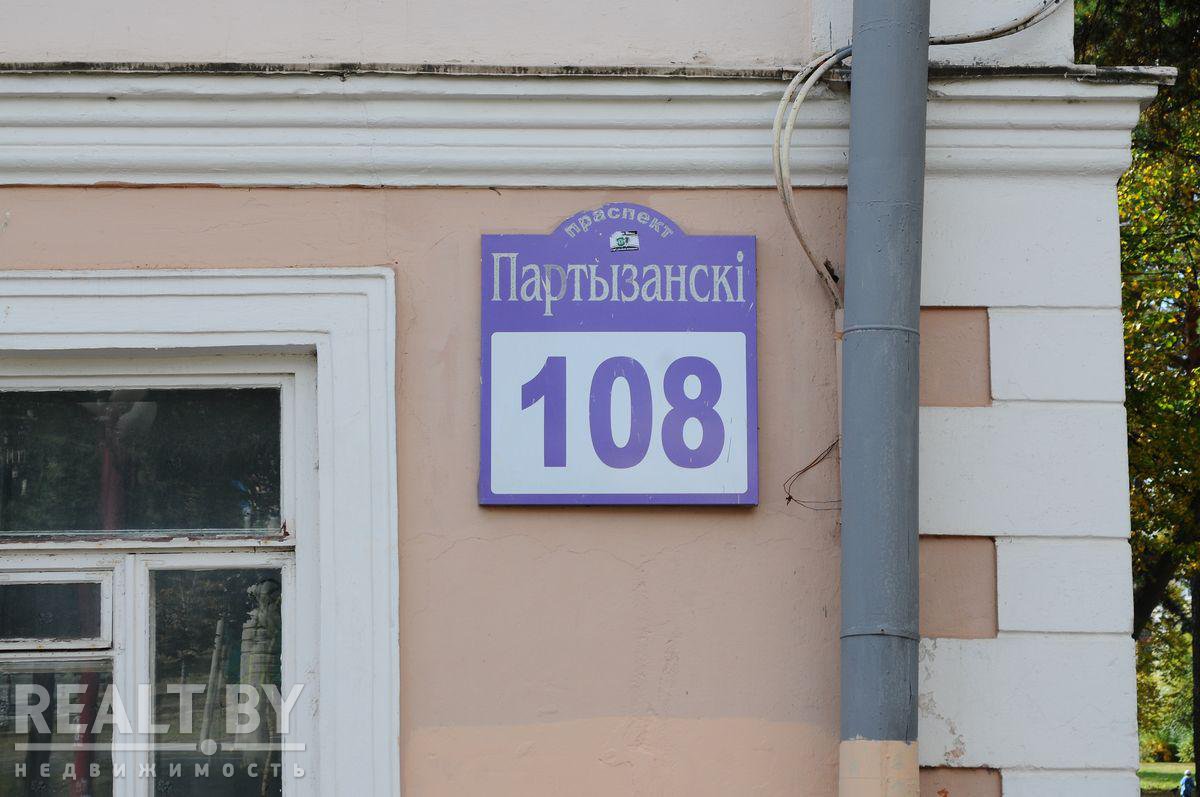 праспект
Партызанскі
108
REALT.BY
НЕДВИЖИМОСТЬ